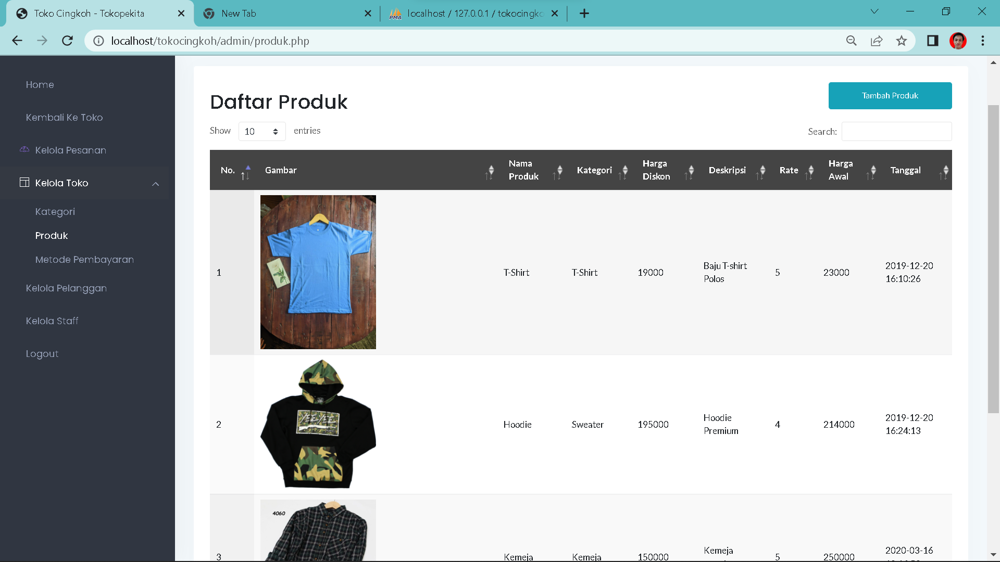 Toko Cingkoh - Tokopekita
New Tab
localhost / 127.0.0.1 / tokocingko
localhost/tokocingkoh/admin/produk.php
Home
Kembali Ke Toko
Kelola Pesanan
Kelola Toko
Kategori
Produk
Metode Pembayaran
Kelola Pelanggan
Kelola Staff
Logout
Daftar Produk
Tambah Produk
Show 10 entries
Search:
No. Gambar Nama Produk Kategori Harga Diskon Deskripsi Rate Harga Awal Tanggal
1 T-Shirt T-Shirt 19000 Baju T-shirt Polos 5 23000 2019-12-20 16:10:26
YEE YEE
2 Hoodie Sweater 195000 Hoodie Premium 4 214000 2019-12-20 16:24:13
4060
3 Kemeja Kemeja 150000 Kemeja 5 250000 2020-03-16